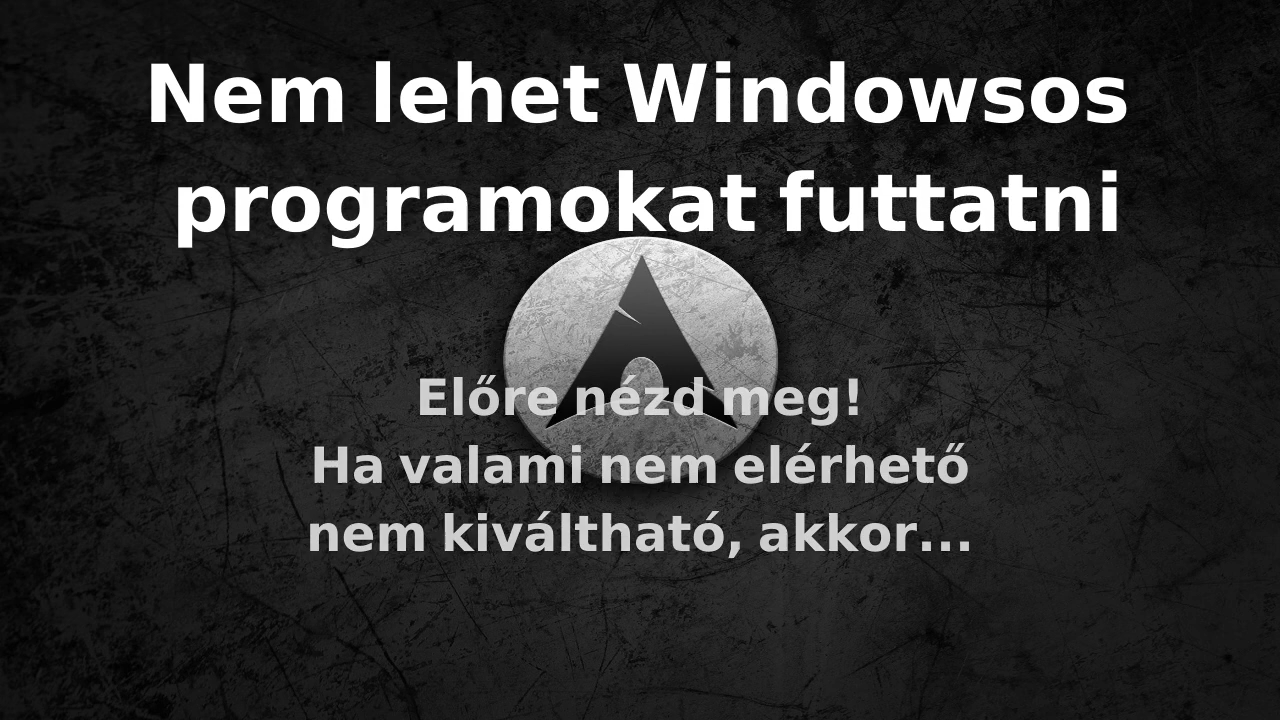 Nem lehet Windowsos
programokat futtatni
Előre nézd meg!
Ha valami nem elérhető
nem kiváltható, akkor...